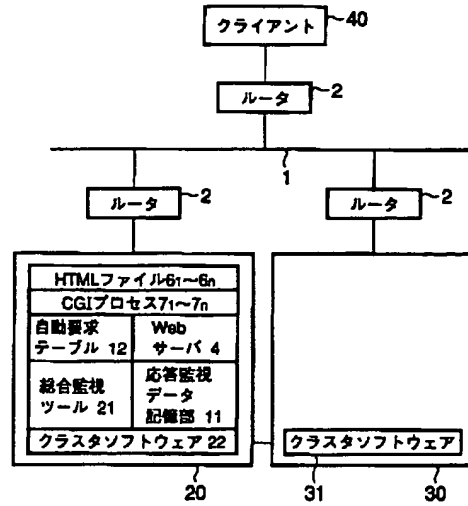 クライアント
40
ルータ
2
1
ルータ
2
ルータ
2
HTMLファイル6₁〜6ₙ
CGIプロセス7₁〜7ₙ
自動要求
テーブル 12
Web
サーバ 4
総合監視
ツール 21
応答監視
データ
記憶部 11
クラスタソフトウェア 22
クラスタソフトウェア
20
31
30